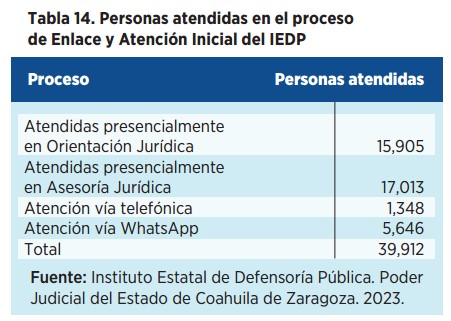 Tabla 14. Personas atendidas en el proceso
de Enlace y Atención Inicial del IEDP
Proceso Personas atendidas
Atendidas presencialmente
en Orientación Jurídica 15,905
Atendidas presencialmente
en Asesoría Jurídica 17,013
Atención vía telefónica 1,348
Atención vía WhatsApp 5,646
Total 39,912
Fuente: Instituto Estatal de Defensoría Pública. Poder
Judicial del Estado de Coahuila de Zaragoza. 2023.